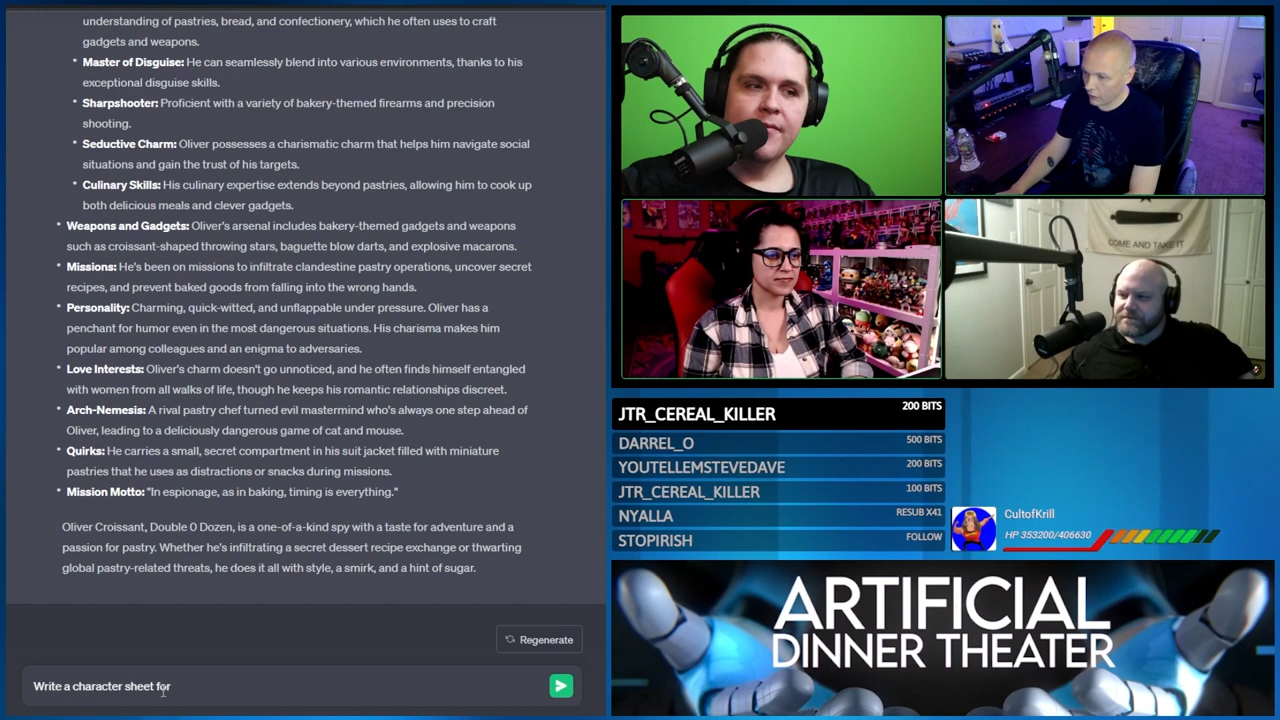 understanding of pastries, bread, and confectionery, which he often uses to craft
gadgets and weapons.
• Master of Disguise: He can seamlessly blend into various environments, thanks to his
exceptional disguise skills.
• Sharpshooter: Proficient with a variety of bakery-themed firearms and precision
shooting.
• Seductive Charm: Oliver possesses a charismatic charm that helps him navigate social
situations and gain the trust of his targets.
• Culinary Skills: His culinary expertise extends beyond pastries, allowing him to cook up
both delicious meals and clever gadgets.
• Weapons and Gadgets: Oliver's arsenal includes bakery-themed gadgets and weapons
such as croissant-shaped throwing stars, baguette blow darts, and explosive macarons.
• Missions: He's been on missions to infiltrate clandestine pastry operations, uncover secret
recipes, and prevent baked goods from falling into the wrong hands.
• Personality: Charming, quick-witted, and unflappable under pressure. Oliver has a
penchant for humor even in the most dangerous situations. His charisma makes him
popular among colleagues and an enigma to adversaries.
• Love Interests: Oliver's charm doesn't go unnoticed, and he often finds himself entangled
with women from all walks of life, though he keeps his romantic relationships discreet.
• Arch-Nemesis: A rival pastry chef turned evil mastermind who's always one step ahead of
Oliver, leading to a deliciously dangerous game of cat and mouse.
• Quirks: He carries a small, secret compartment in his suit jacket filled with miniature
pastries that he uses as distractions or snacks during missions.
• Mission Motto: "In espionage, as in baking, timing is everything."
Oliver Croissant, Double 0 Dozen, is a one-of-a-kind spy with a taste for adventure and a
passion for pastry. Whether he's infiltrating a secret dessert recipe exchange or thwarting
global pastry-related threats, he does it all with style, a smirk, and a hint of sugar.
Regenerate
Write a character sheet for
COME AND TAKE IT
JTR_CEREAL_KILLER 200 BITS
DARREL_O 500 BITS
YOUTELLEMSTEVEDAVE 200 BITS
JTR_CEREAL_KILLER 100 BITS
NYALLA RESUB X41
STOPIRISH FOLLOW
CultofKrill
HP 353200/406630
ARTIFICIAL
DINNER THEATER